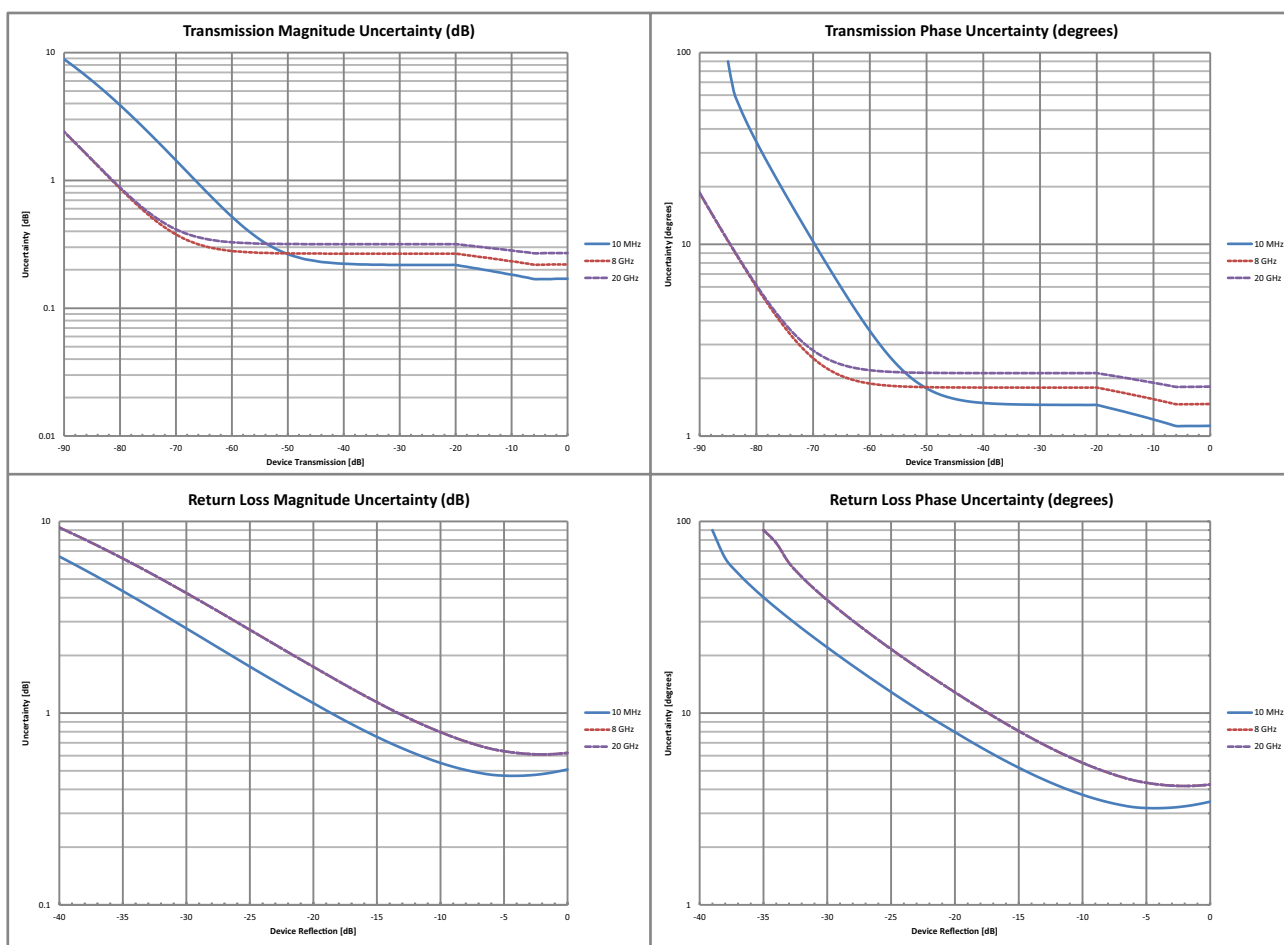 Transmission Magnitude Uncertainty (dB)
10
1
0.1
0.01
Uncertainty [dB]
-90 -80 -70 -60 -50 -40 -30 -20 -10 0
Device Transmission [dB]
10 MHz
8 GHz
20 GHz
Transmission Phase Uncertainty (degrees)
100
10
1
Uncertainty [degrees]
-90 -80 -70 -60 -50 -40 -30 -20 -10 0
Device Transmission [dB]
10 MHz
8 GHz
20 GHz
Return Loss Magnitude Uncertainty (dB)
10
1
0.1
Uncertainty [dB]
-40 -35 -30 -25 -20 -15 -10 -5 0
Device Reflection [dB]
10 MHz
8 GHz
20 GHz
Return Loss Phase Uncertainty (degrees)
100
10
1
Uncertainty [degrees]
-40 -35 -30 -25 -20 -15 -10 -5 0
Device Reflection [dB]
10 MHz
8 GHz
20 GHz